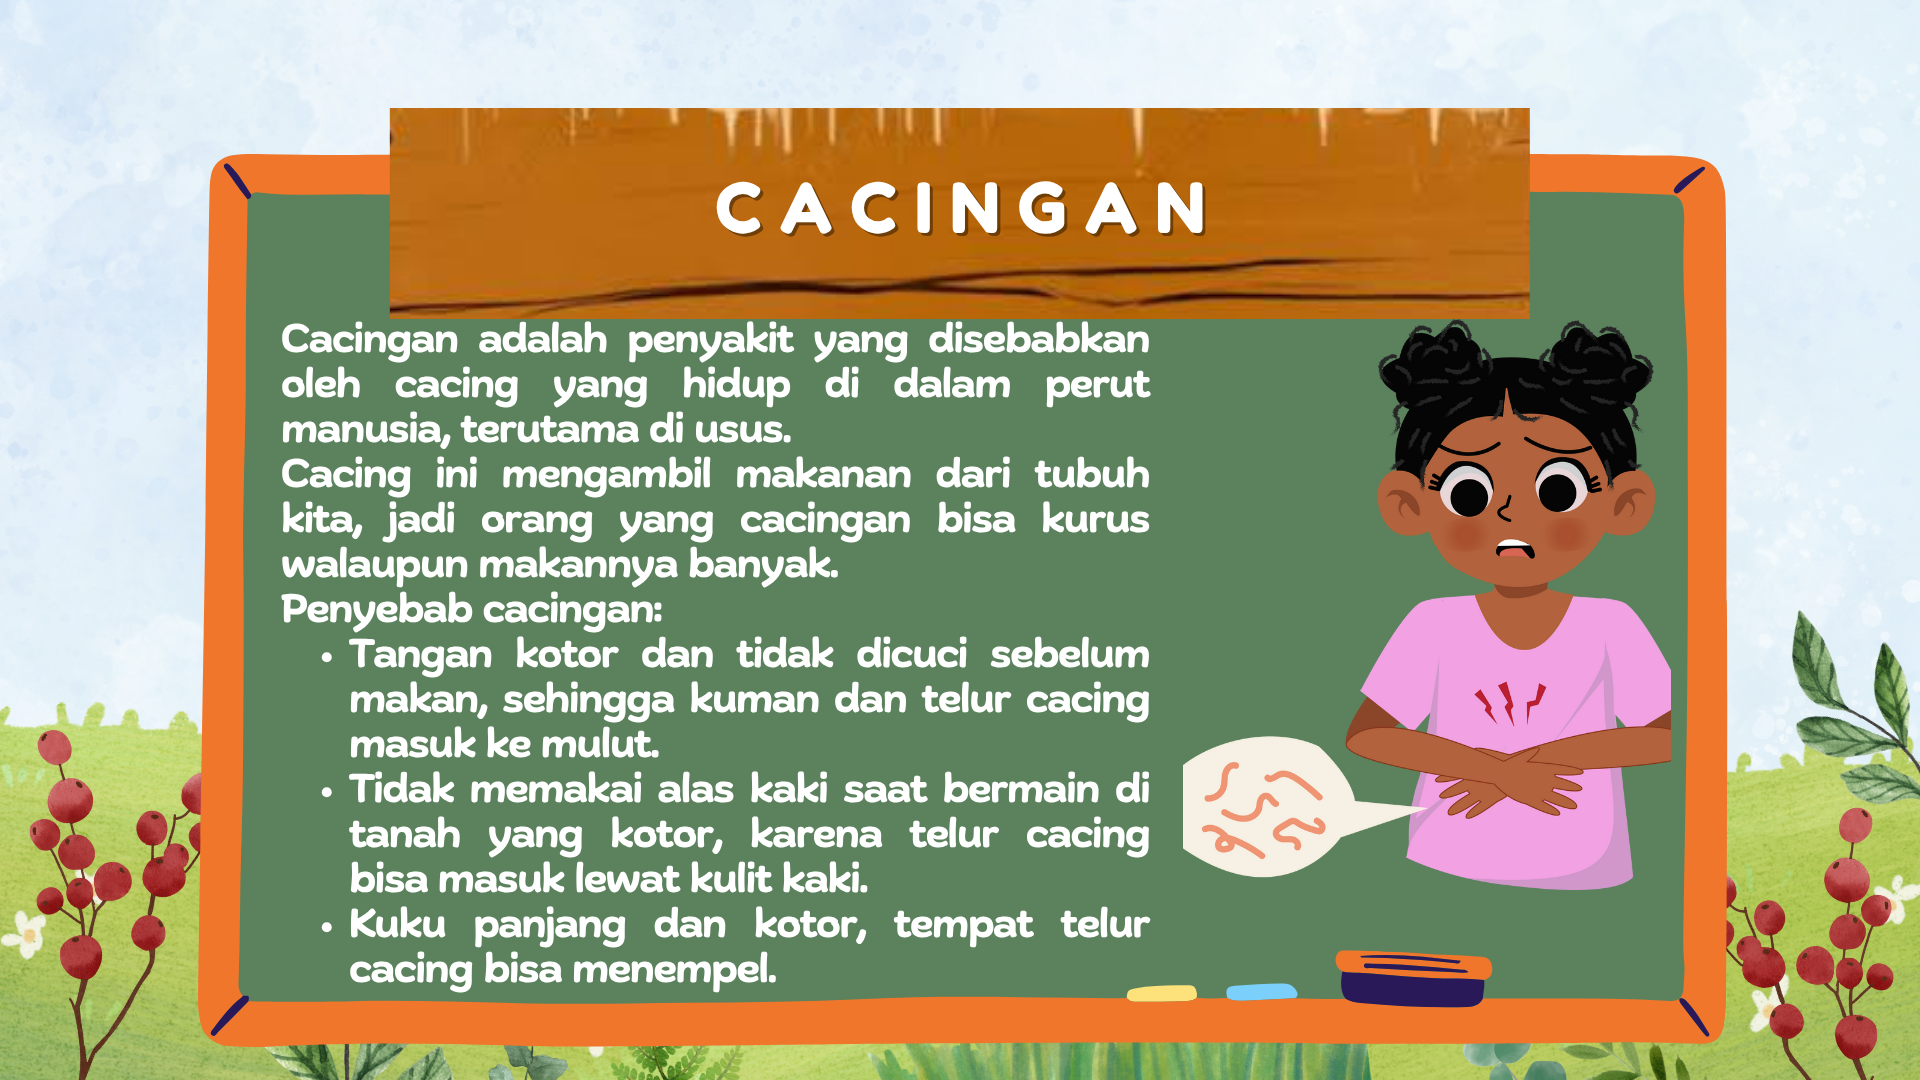 CACINGAN
Cacingan adalah penyakit yang disebabkan
oleh cacing yang hidup di dalam perut
manusia, terutama di usus.
Cacing ini mengambil makanan dari tubuh
kita, jadi orang yang cacingan bisa kurus
walaupun makannya banyak.
Penyebab cacingan:
• Tangan kotor dan tidak dicuci sebelum
makan, sehingga kuman dan telur cacing
masuk ke mulut.
• Tidak memakai alas kaki saat bermain di
tanah yang kotor, karena telur cacing
bisa masuk lewat kulit kaki.
• Kuku panjang dan kotor, tempat telur
cacing bisa menempel.